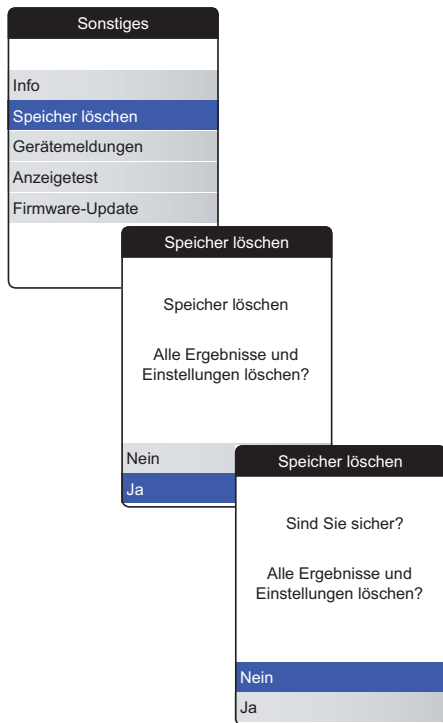 Sonstiges
Info
Speicher löschen
Gerätemeldungen
Anzeigetest
Firmware-Update
Speicher löschen
Speicher löschen
Alle Ergebnisse und
Einstellungen löschen?
Nein
Ja
Speicher löschen
Sind Sie sicher?
Alle Ergebnisse und
Einstellungen löschen?
Nein
Ja